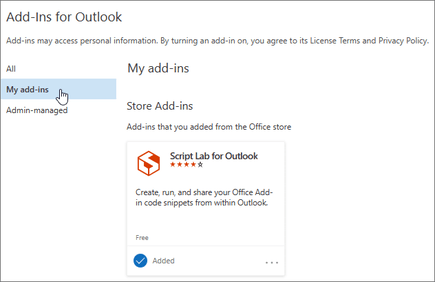 Add-Ins for Outlook
Add-ins may access personal information. By turning an add-in on, you agree to its License Terms and Privacy Policy.
All
My add-ins
Admin-managed
My add-ins
Store Add-ins
Add-ins that you added from the Office store
Script Lab for Outlook
Create, run, and share your Office Add-
in code snippets from within Outlook.
Free
Added
...